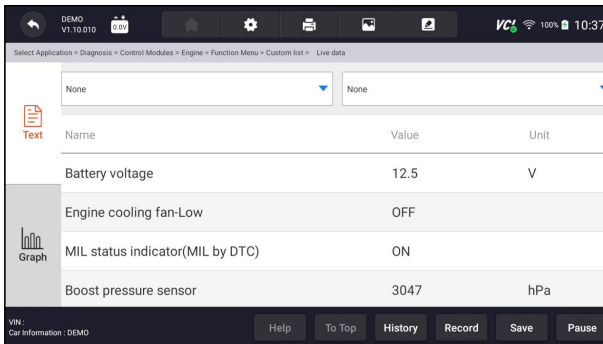 DEMO
V1.10.010
0.0V
VCI
100%
10:37
Select Application > Diagnosis > Control Modules > Engine > Function Menu > Custom list > Live data
None
None
Text
Name Value Unit
Battery voltage 12.5 V
Engine cooling fan-Low OFF
Graph
MIL status indicator(MIL by DTC) ON
Boost pressure sensor 3047 hPa
VIN :
Car Information : DEMO
Help To Top History Record Save Pause